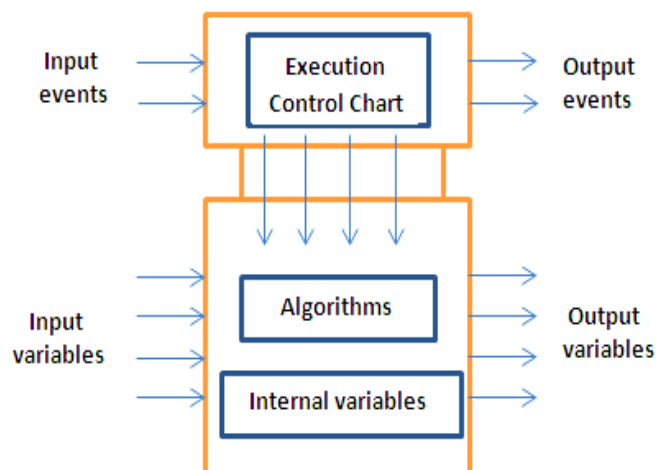 Input
events
Execution
Control Chart
Output
events
Input
variables
Algorithms
Internal variables
Output
variables